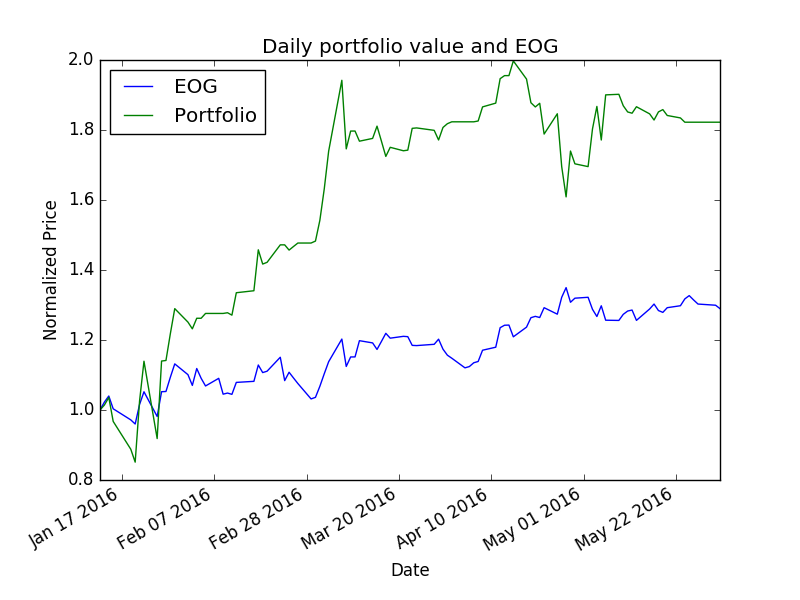 Daily portfolio value and EOG
EOG
Portfolio
2.0
1.8
1.6
1.4
1.2
1.0
0.8
Normalized Price
Jan 17 2016
Feb 07 2016
Feb 28 2016
Mar 20 2016
Apr 10 2016
May 01 2016
May 22 2016
Date